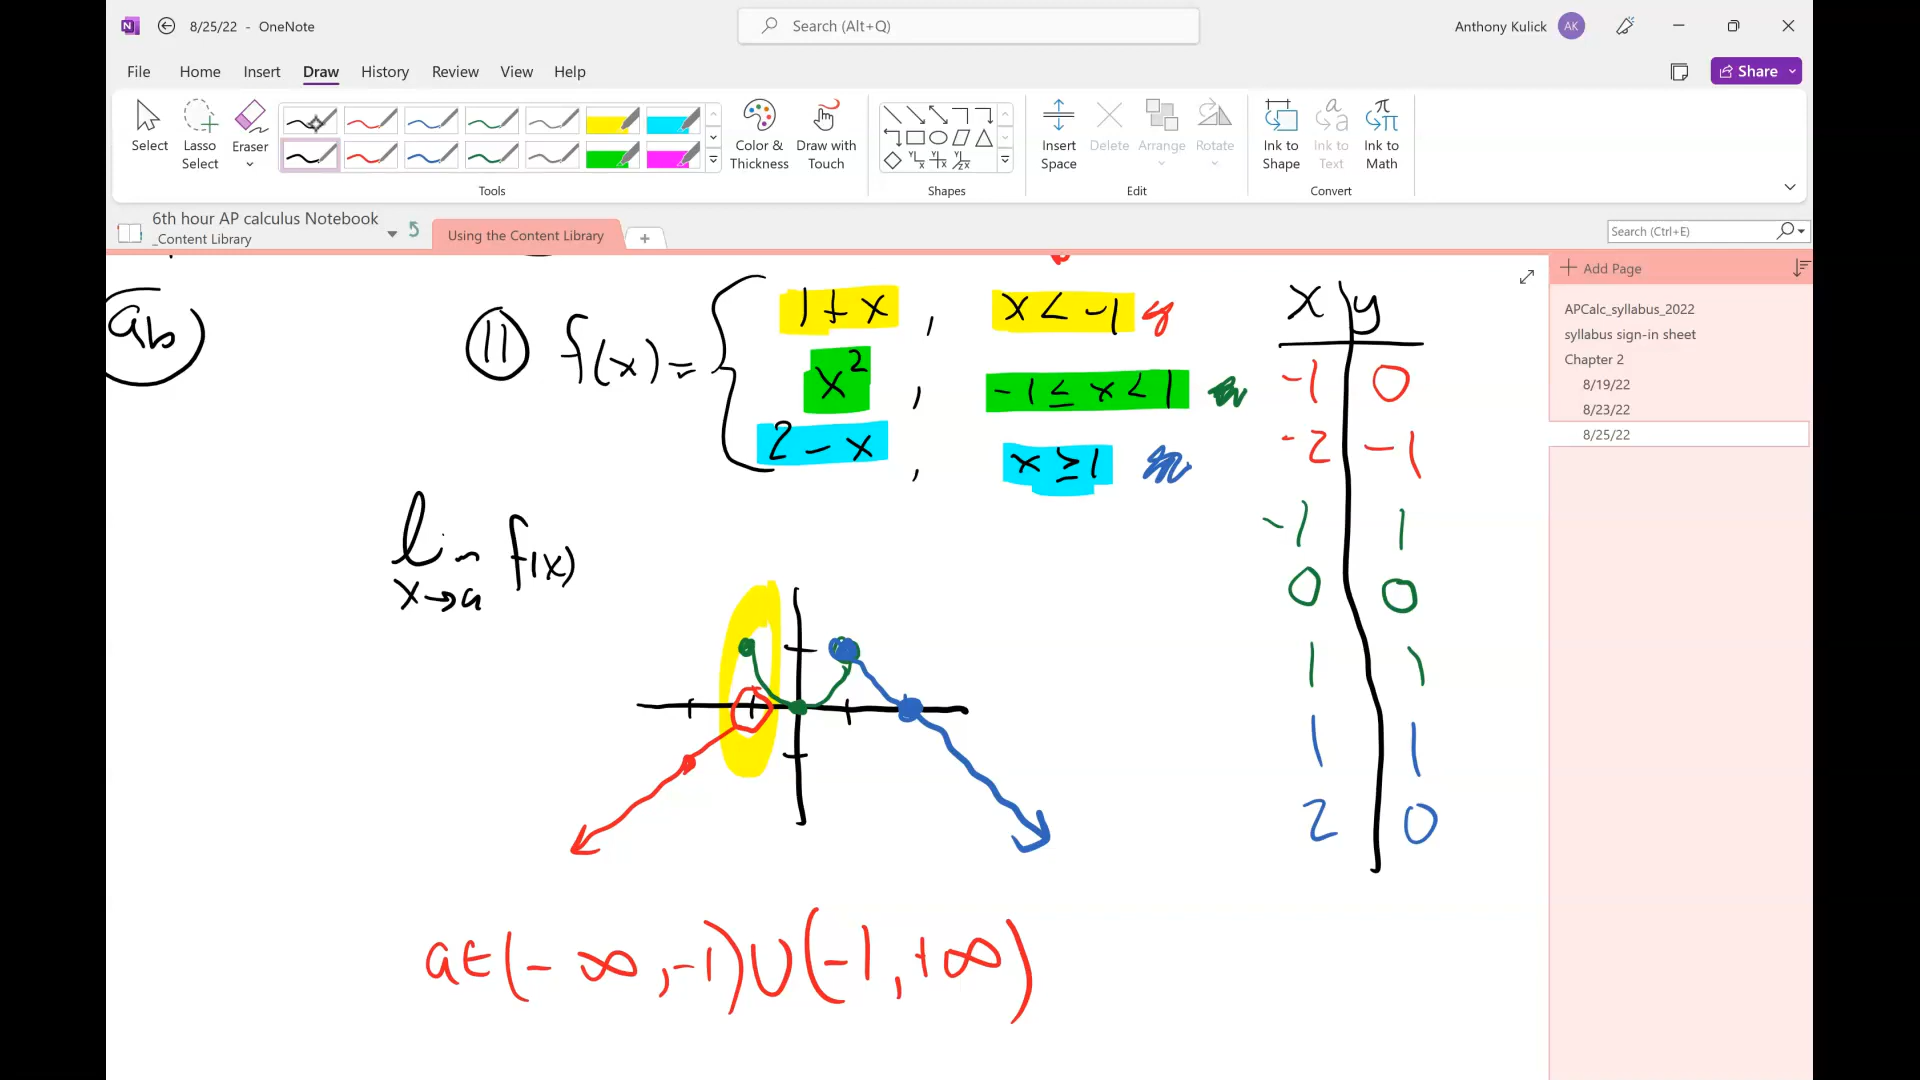 8/25/22 - OneNote
Search (Alt+Q)
Anthony Kulick AK
File Home Insert Draw History Review View Help
Share
Select
Lasso Select
Eraser
Color & Thickness
Draw with Touch
Insert Space
Delete
Arrange
Rotate
Ink to Shape
Ink to Text
Ink to Math
Tools
Shapes
Edit
Convert
6th hour AP calculus Notebook
_Content Library
Using the Content Library
Search (Ctrl+E)
Add Page
APCalc_syllabus_2022
syllabus sign-in sheet
Chapter 2
8/19/22
8/23/22
8/25/22
ab
11 f(x) = {
1 + x , x < -1
x² , -1 ≤ x < 1
2 - x , x ≥ 1
lim f(x)
x→a
x y
-1 0
-2 -1
-1 1
0 0
1 1
1 1
2 0
a∈(-∞,-1)∪(-1,+∞)